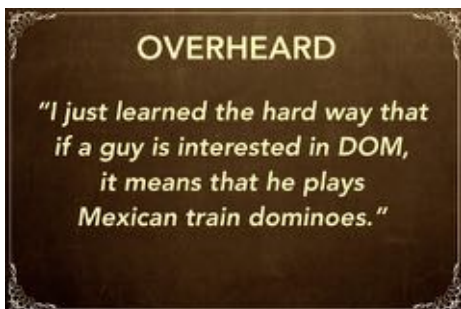 OVERHEARD
“I just learned the hard way that
if a guy is interested in DOM,
it means that he plays
Mexican train dominoes.”